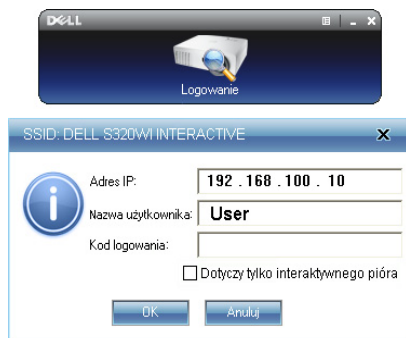 DELL
Logowanie
SSID: DELL S320WI INTERACTIVE
Adres IP: 192 . 168 . 100 . 10
Nazwa użytkownika: User
Kod logowania:
Dotyczy tylko interaktywnego pióra
OK Anuluj